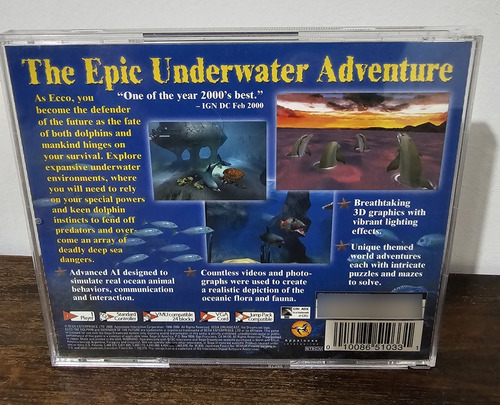 The Epic Underwater Adventure
As Ecco, you
become the defender
of the future as the fate
of both dolphins and
mankind hinges on
your survival. Explore
expansive underwater
environments, where
you will need to rely
on your special powers
and keen dolphin
instincts to fend off
predators and over-
come an array of
deadly deep sea
dangers.
“One of the year 2000's best.”
– IGN DC Feb 2000
Breathtaking
3D graphics with
vibrant lighting
effects.
Unique themed
world adventures
each with intricate
puzzles and mazes
to solve.
Advanced AI designed to
simulate real ocean animal
behaviors, communication
and interaction.
Countless videos and photo-
graphs were used to create
a realistic depiction of the
oceanic flora and fauna.
Standard
Controller
VMU compatible
24 blocks
VGA
Jump Pack
Compatible
Appaloosa
0 10086 51033 1